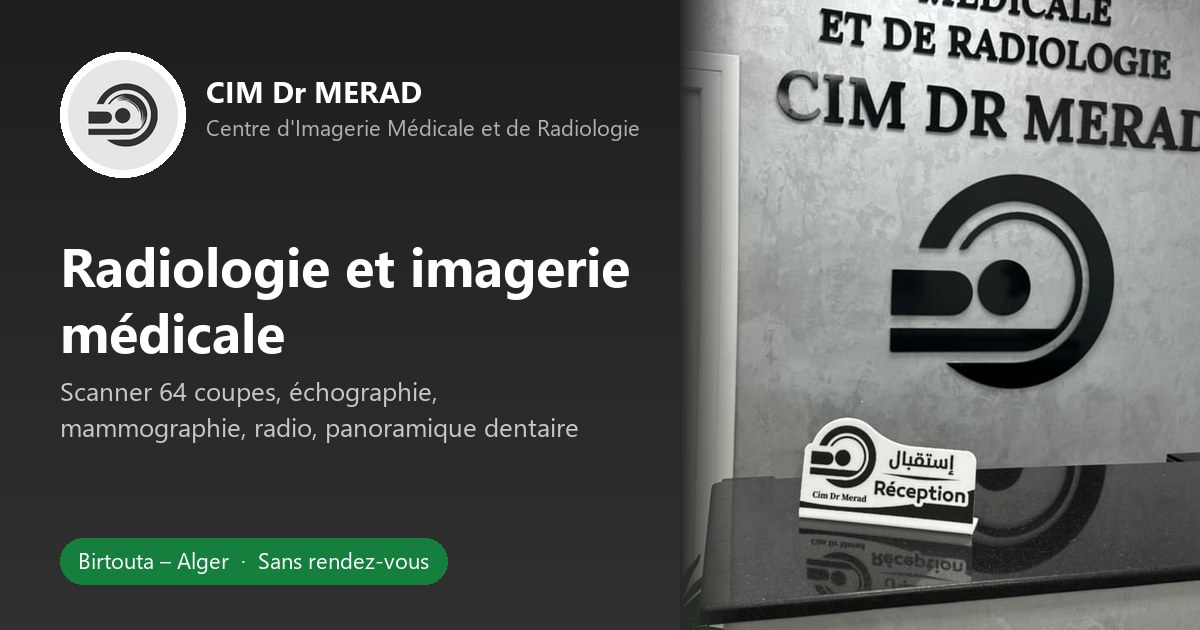 CIM Dr MERAD
Centre d'Imagerie Médicale et de Radiologie
Radiologie et imagerie
médicale
Scanner 64 coupes, échographie,
mammographie, radio, panoramique dentaire
Birtouta – Alger · Sans rendez-vous
MÉDICALE
ET DE RADIOLOGIE
CIM DR MERAD
إستقبال
Réception
Cim Dr Merad